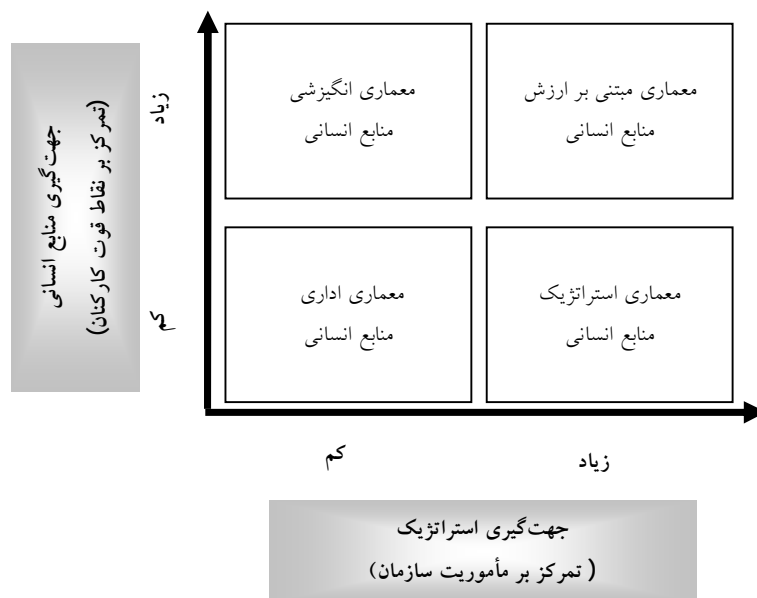 معماری مبتنی بر ارزش
منابع انسانی
معماری انگیزشی
منابع انسانی
زیاد
جهت‌گیری منابع انسانی
(تمرکز بر نقاط قوت کارکنان)
معماری استراتژیک
منابع انسانی
معماری اداری
منابع انسانی
کم
زیاد
کم
جهت‌گیری استراتژیک
( تمرکز بر مأموریت سازمان)